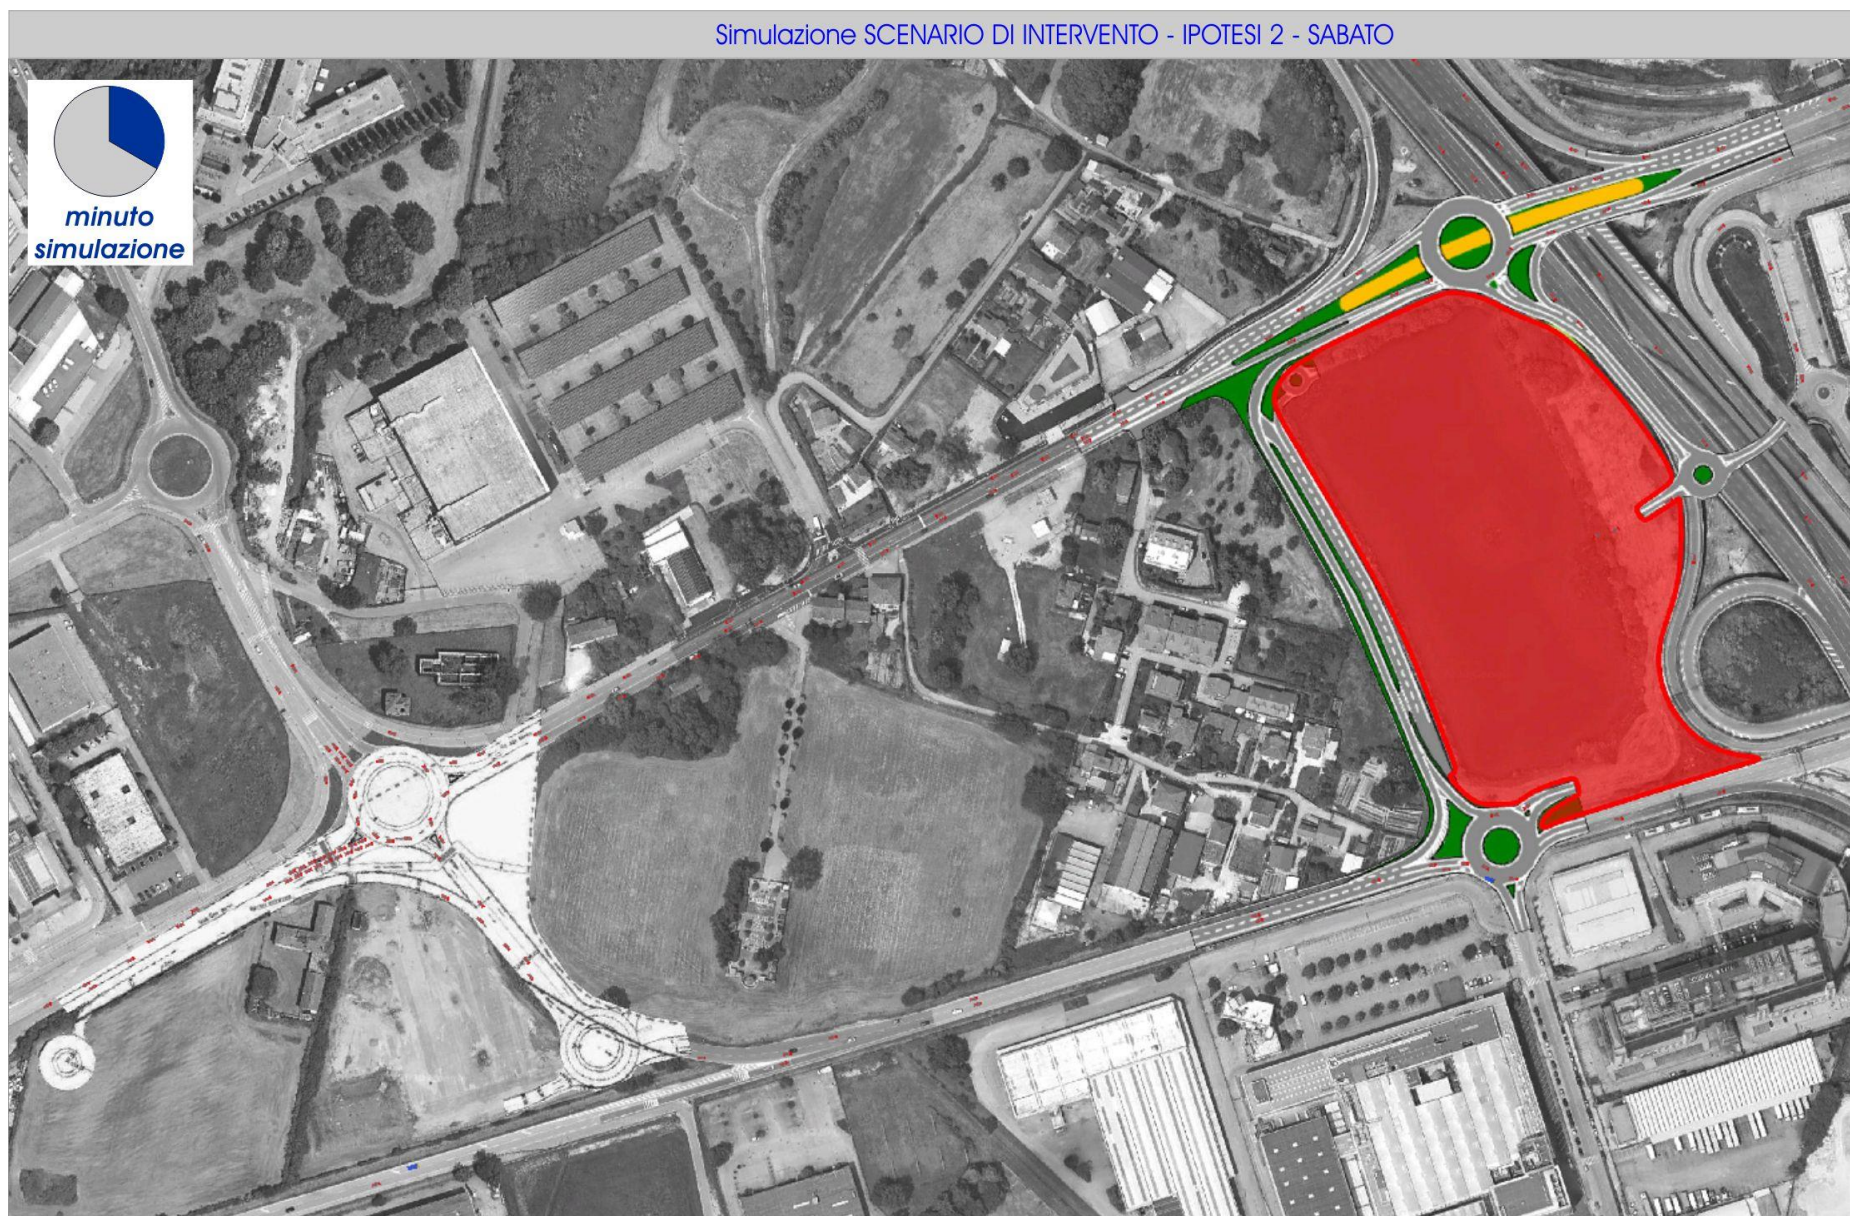 Simulazione SCENARIO DI INTERVENTO - IPOTESI 2 - SABATO
minuto
simulazione